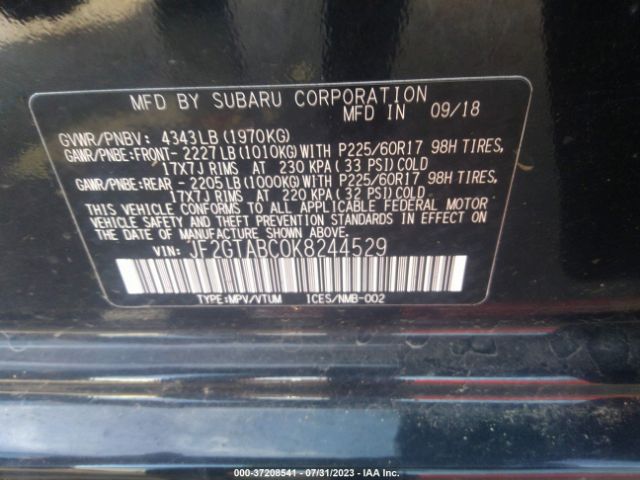 MFD BY SUBARU CORPORATION
MFD IN 09/18
GVWR/PNBV: 4343LB(1970KG)
GAWR/PNBE:FRONT-2227LB(1010KG)WITH P225/60R17 98H TIRES,
17X7J RIMS AT 230 KPA(33 PSI)COLD
GAWR/PNBE:REAR -2205LB(1000KG)WITH P225/60R17 98H TIRES,
17X7J RIMS AT 220 KPA(32 PSI)COLD.
THIS VEHICLE CONFORMS TO ALL APPLICABLE FEDERAL MOTOR
VEHICLE SAFETY AND THEFT PREVENTION STANDARDS
IN EFFECT ON THE DATE OF MANUFACTURE SHOWN ABOVE.
VIN: JF2GTABC0K8244529
TYPE:MPV/VTUM ICES/NMB-002
000-37208541 - 07/31/2023 - IAA Inc.